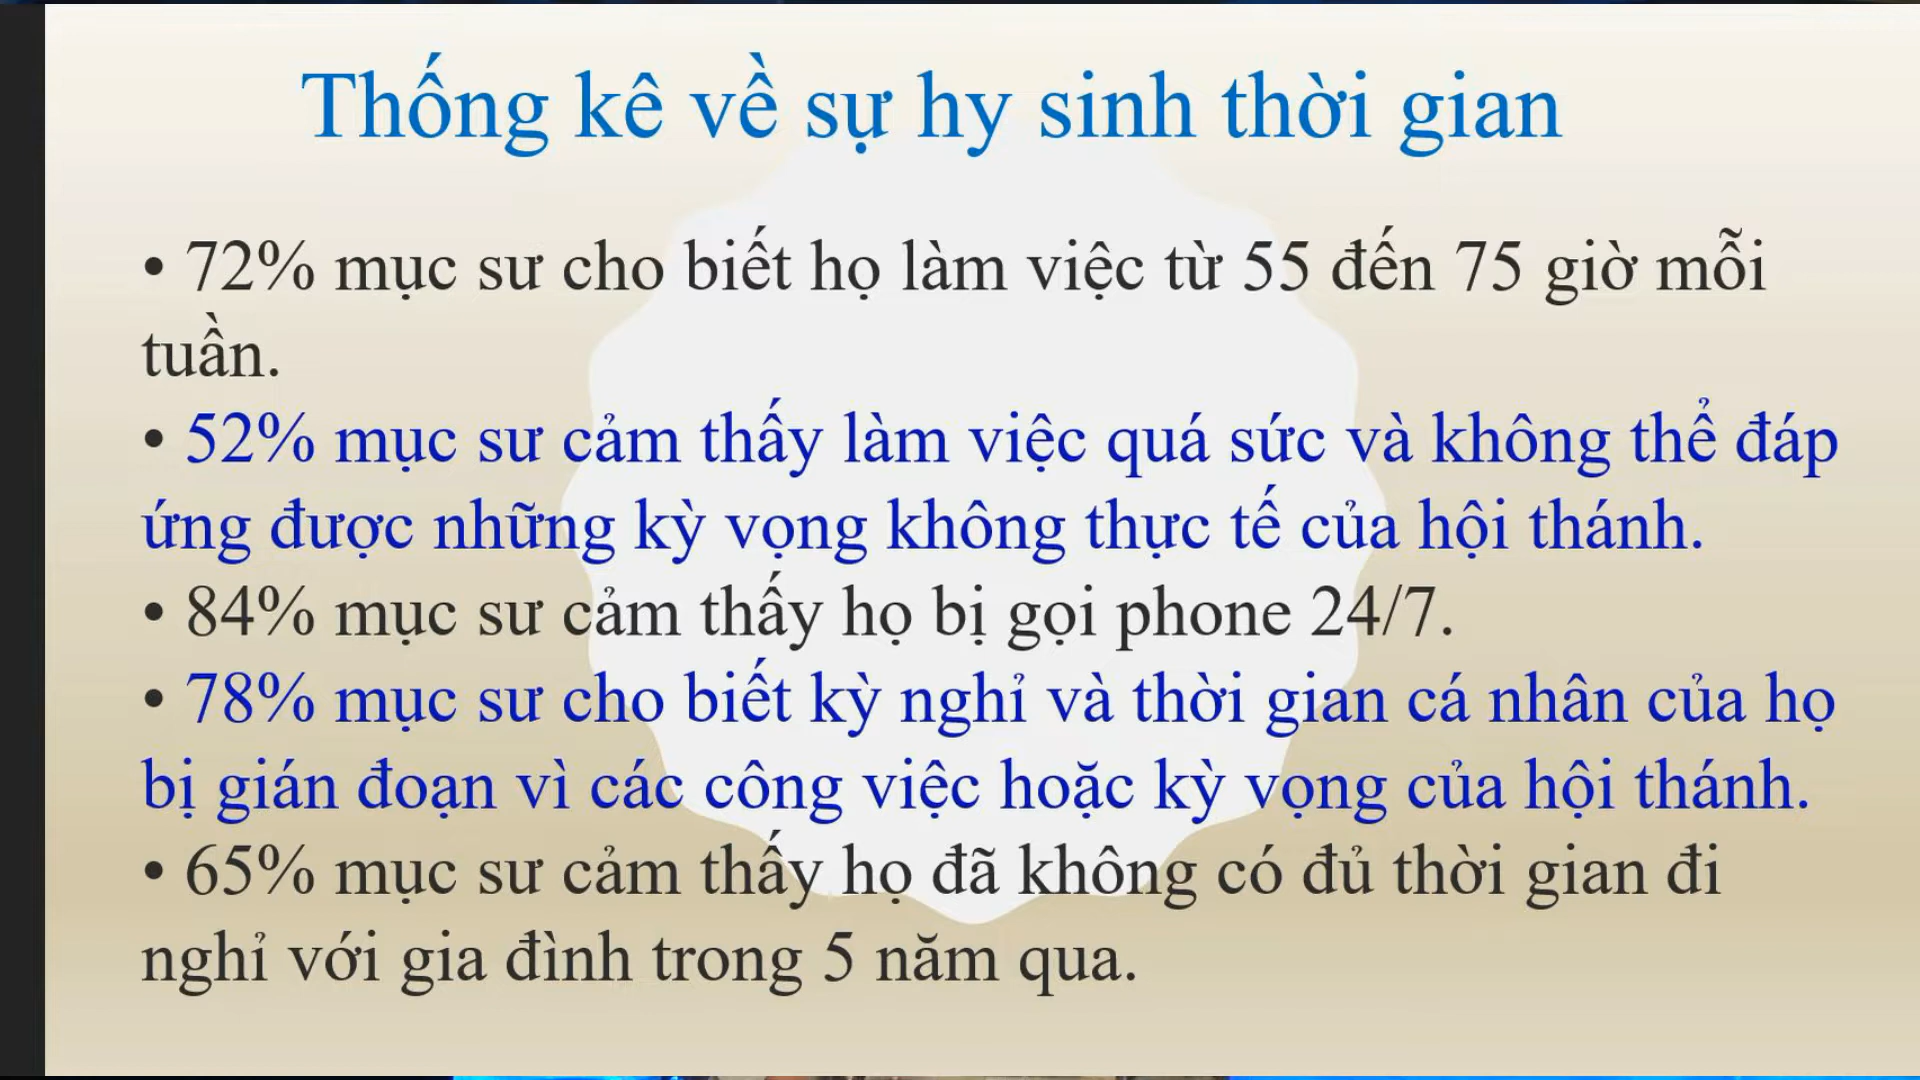 Thống kê về sự hy sinh thời gian
• 72% mục sư cho biết họ làm việc từ 55 đến 75 giờ mỗi
tuần.
• 52% mục sư cảm thấy làm việc quá sức và không thể đáp
ứng được những kỳ vọng không thực tế của hội thánh.
• 84% mục sư cảm thấy họ bị gọi phone 24/7.
• 78% mục sư cho biết kỳ nghỉ và thời gian cá nhân của họ
bị gián đoạn vì các công việc hoặc kỳ vọng của hội thánh.
• 65% mục sư cảm thấy họ đã không có đủ thời gian đi
nghỉ với gia đình trong 5 năm qua.